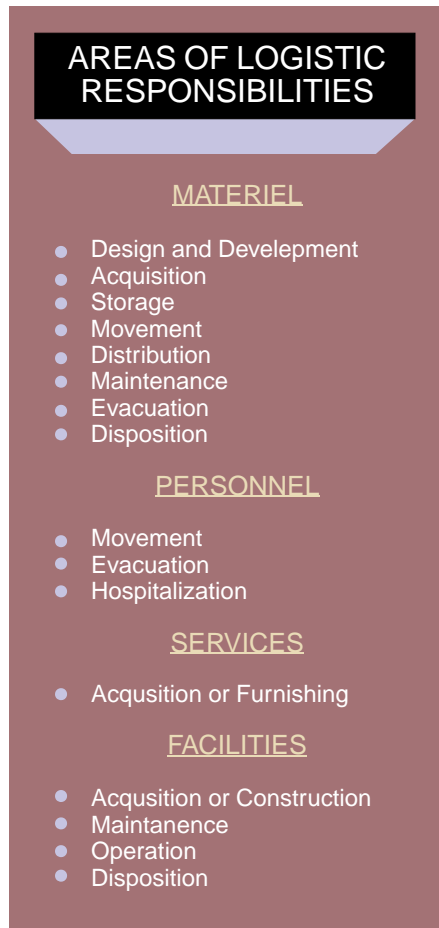 AREAS OF LOGISTIC
RESPONSIBILITIES
MATERIEL
Design and Develepment
Acquisition
Storage
Movement
Distribution
Maintenance
Evacuation
Disposition
PERSONNEL
Movement
Evacuation
Hospitalization
SERVICES
Acqusition or Furnishing
FACILITIES
Acqusition or Construction
Maintanence
Operation
Disposition